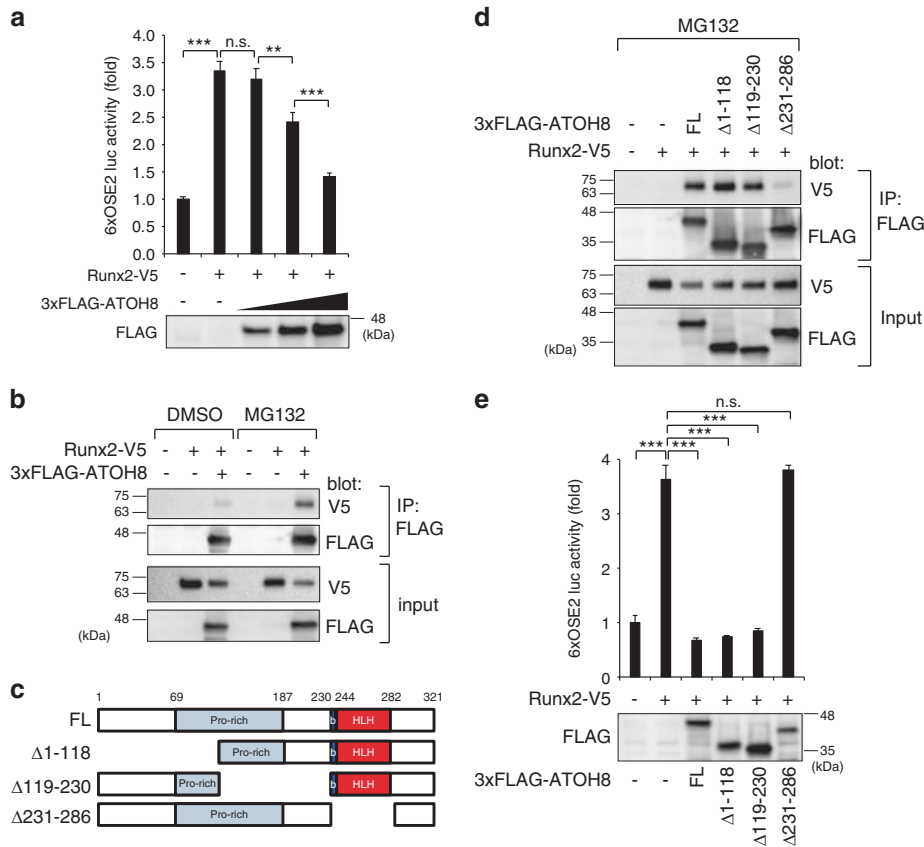 a
*** n.s. **
***
6xOSE2 luc activity (fold)
4.0
3.5
3.0
2.5
2.0
1.5
1.0
0.5
0.0
Runx2-V5 - + + + +
3xFLAG-ATOH8 - -
FLAG
48
(kDa)
b
DMSO MG132
Runx2-V5 - + + - + +
3xFLAG-ATOH8 - - + - - +
blot:
75
63
V5
48
FLAG
IP:
FLAG
75
63
V5
48
FLAG
input
(kDa)
c
1 69 187 230 244 282 321
FL Pro-rich b HLH
Δ1-118 Pro-rich b HLH
Δ119-230 Pro-rich b HLH
Δ231-286 Pro-rich
d
MG132
3xFLAG-ATOH8 - - FL Δ1-118 Δ119-230 Δ231-286
Runx2-V5 - + + + + +
blot:
75
63
V5
48
35
FLAG
IP:
FLAG
75
63
V5
48
35
FLAG
Input
(kDa)
e
n.s.
***
***
*** ***
6xOSE2 luc activity (fold)
4
3
2
1
0
Runx2-V5 - + + + + +
FLAG
48
35
(kDa)
3xFLAG-ATOH8 - - FL Δ1-118 Δ119-230 Δ231-286